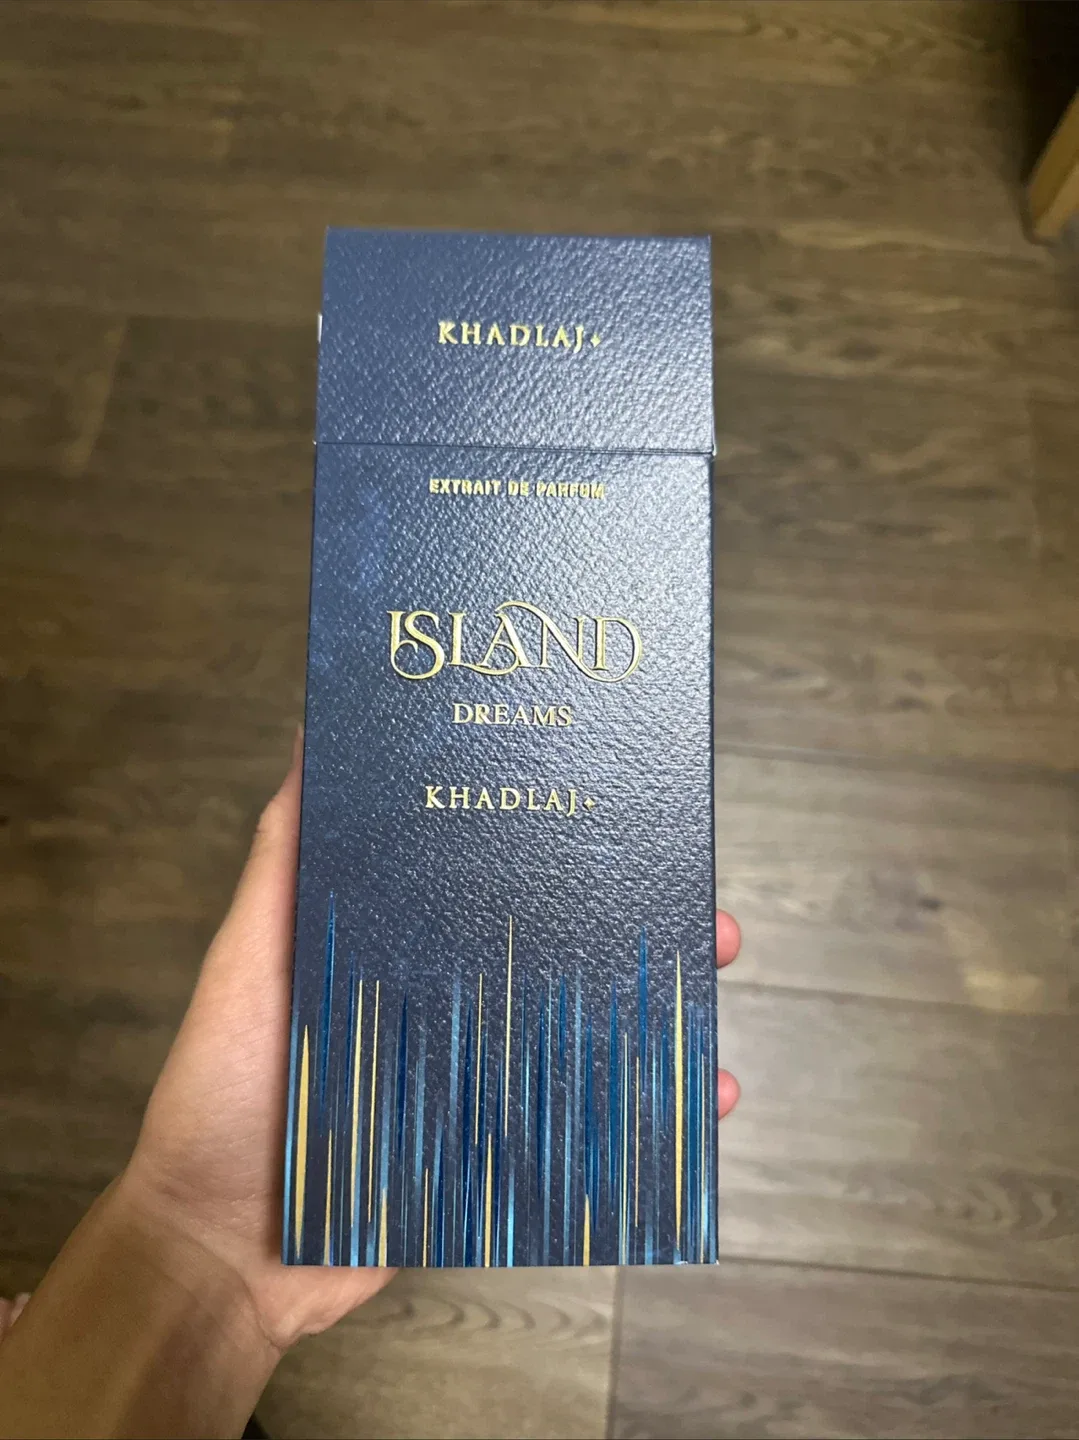 KHADLAJ
EXTRAIT DE PARFUM
ISLAND
DREAMS
KHADLAJ